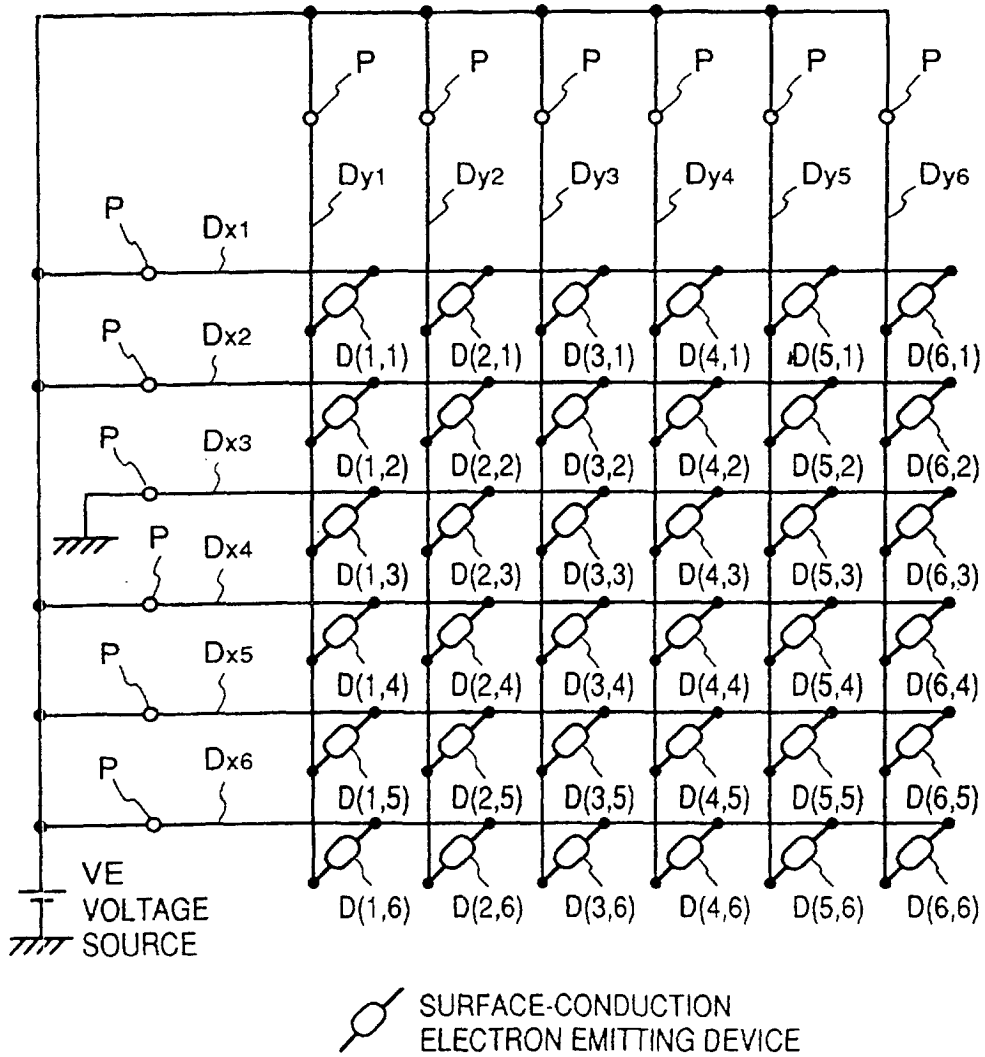 P P P P P P
Dy1 Dy2 Dy3 Dy4 Dy5 Dy6
P Dx1
D(1,1) D(2,1) D(3,1) D(4,1) D(5,1) D(6,1)
P Dx2
D(1,2) D(2,2) D(3,2) D(4,2) D(5,2) D(6,2)
P Dx3
D(1,3) D(2,3) D(3,3) D(4,3) D(5,3) D(6,3)
P Dx4
D(1,4) D(2,4) D(3,4) D(4,4) D(5,4) D(6,4)
P Dx5
D(1,5) D(2,5) D(3,5) D(4,5) D(5,5) D(6,5)
P Dx6
D(1,6) D(2,6) D(3,6) D(4,6) D(5,6) D(6,6)
VE
VOLTAGE
SOURCE
SURFACE-CONDUCTION
ELECTRON EMITTING DEVICE